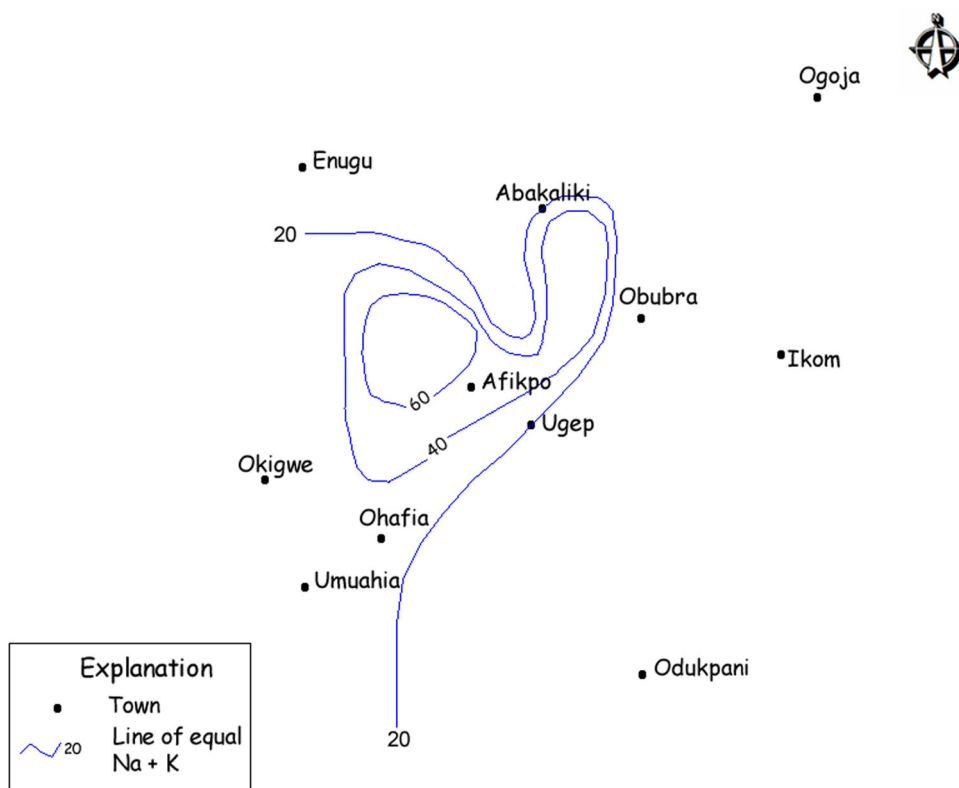 N
Ogoja
Enugu
Abakaliki
20
Obubra
Ikom
Afikpo
60
Ugep
40
Okigwe
Ohafia
Umuahia
Odukpani
20
Explanation
Town
20
Line of equal
Na + K